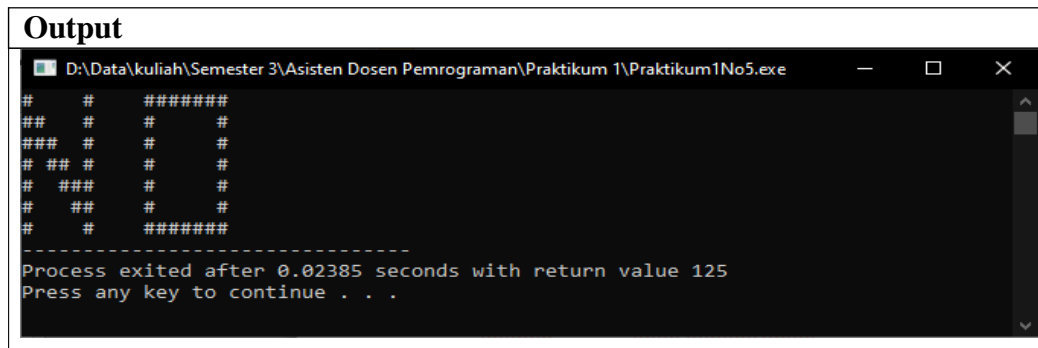 Output
D:\Data\kuliah\Semester 3\Asisten Dosen Pemrograman\Praktikum 1\Praktikum1No5.exe
#    #    #######
##   #    #     #
###  #    #     #
# ## #    #     #
#  ###    #     #
#   ##    #     #
#    #    #######
--------------------------------
Process exited after 0.02385 seconds with return value 125
Press any key to continue . . .